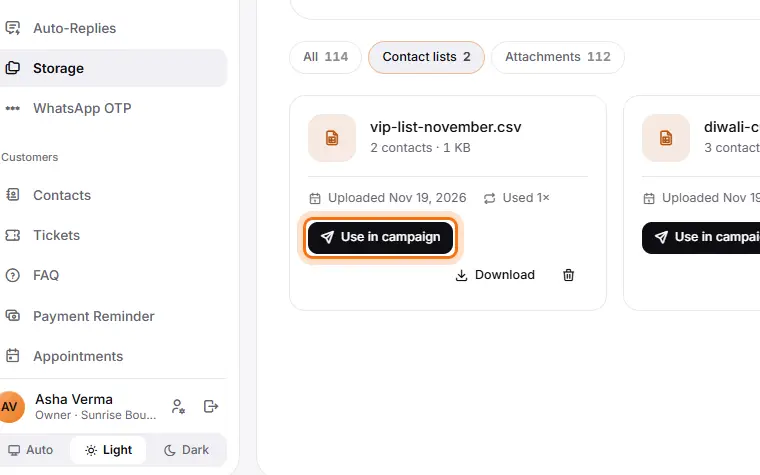 Auto-Replies
Storage
WhatsApp OTP
Customers
Contacts
Tickets
FAQ
Payment Reminder
Appointments
AV
Asha Verma
Owner · Sunrise Bou...
Auto
Light
Dark
All 114
Contact lists 2
Attachments 112
vip-list-november.csv
2 contacts · 1 KB
Uploaded Nov 19, 2026
Used 1×
Use in campaign
Download
diwali-c
3 contact
Uploaded Nov 19
Use in campai